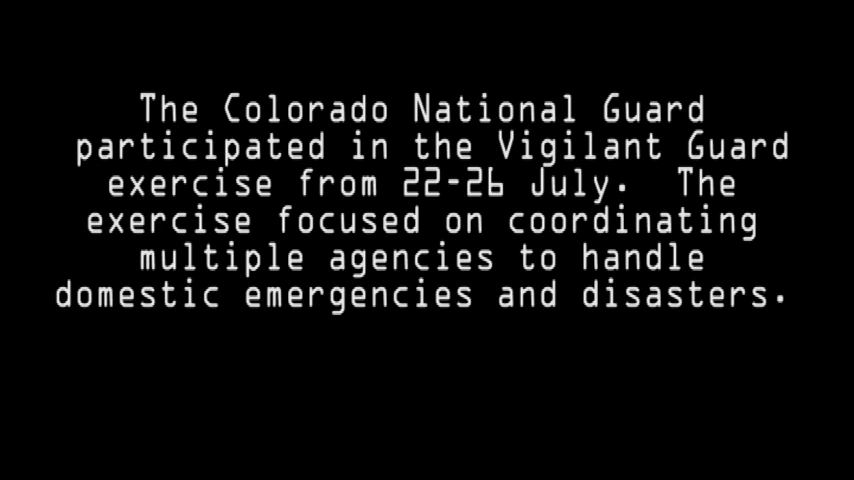 The Colorado National Guard
participated in the Vigilant Guard
exercise from 22-26 July.  The
exercise focused on coordinating
multiple agencies to handle
domestic emergencies and disasters.